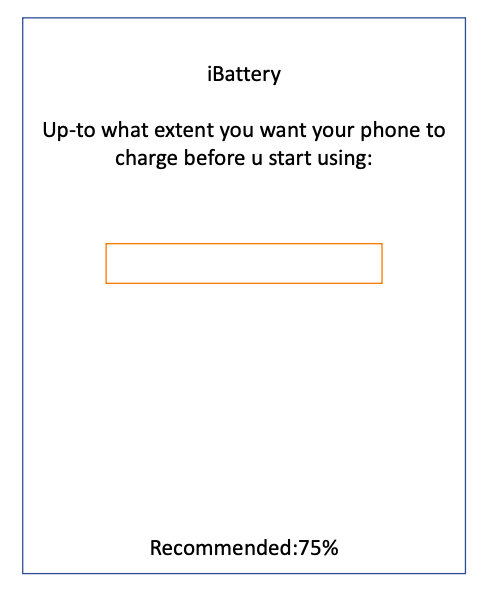 iBattery
Up-to what extent you want your phone to
charge before u start using:
Recommended:75%